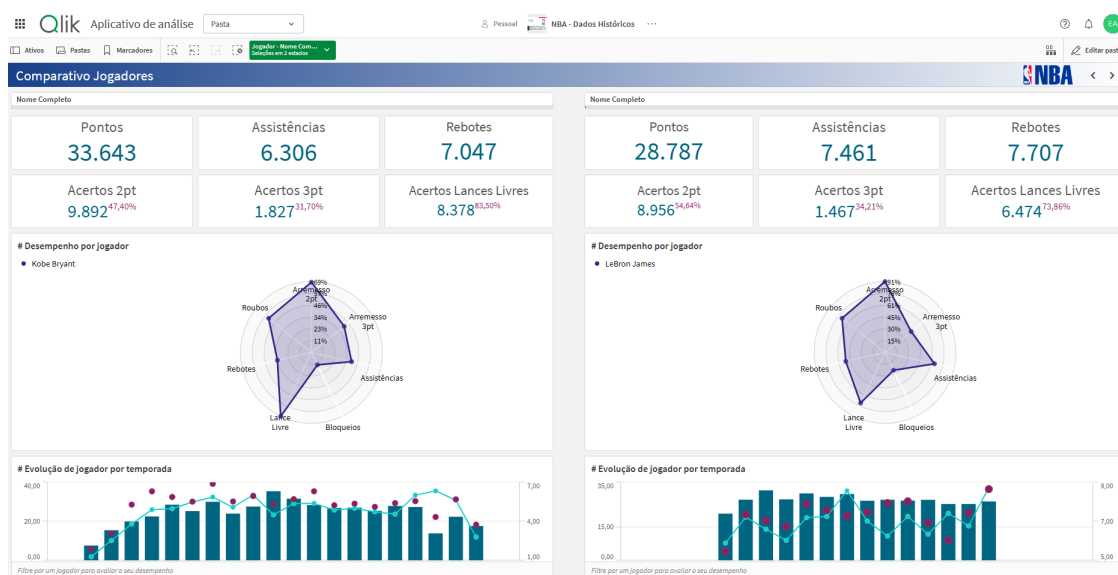 Qlik Aplicativo de análise Pasta Pessoal NBA - Dados Históricos ... EA
Ativos Pastas Marcadores Jogador - Nome Com... Editar past
Seleções em 2 estados
Comparativo Jogadores NBA
Nome Completo
Pontos Assistências Rebotes
33.643 6.306 7.047
Acertos 2pt Acertos 3pt Acertos Lances Livres
9.892 47,40% 1.827 31,70% 8.378 83,50%
# Desempenho por jogador
Kobe Bryant
Arremesso
2pt
46%
34%
23%
11%
Arremesso
3pt
Assistências
Bloqueios
Lance
Livre
Rebotes
Roubos
# Evolução de jogador por temporada
40,00 7,00
20,00 4,00
0,00 1,00
Filtre por um jogador para avaliar o seu desempenho
Nome Completo
Pontos Assistências Rebotes
28.787 7.461 7.707
Acertos 2pt Acertos 3pt Acertos Lances Livres
8.956 54,64% 1.467 34,21% 6.474 73,86%
# Desempenho por jogador
LeBron James
91%
Arremesso
2pt
61%
45%
30%
15%
Arremesso
3pt
Assistências
Bloqueios
Lance
Livre
Rebotes
Roubos
# Evolução de jogador por temporada
35,00 9,00
15,00 7,00
0,00 5,00
Filtre por um jogador para avaliar o seu desempenho